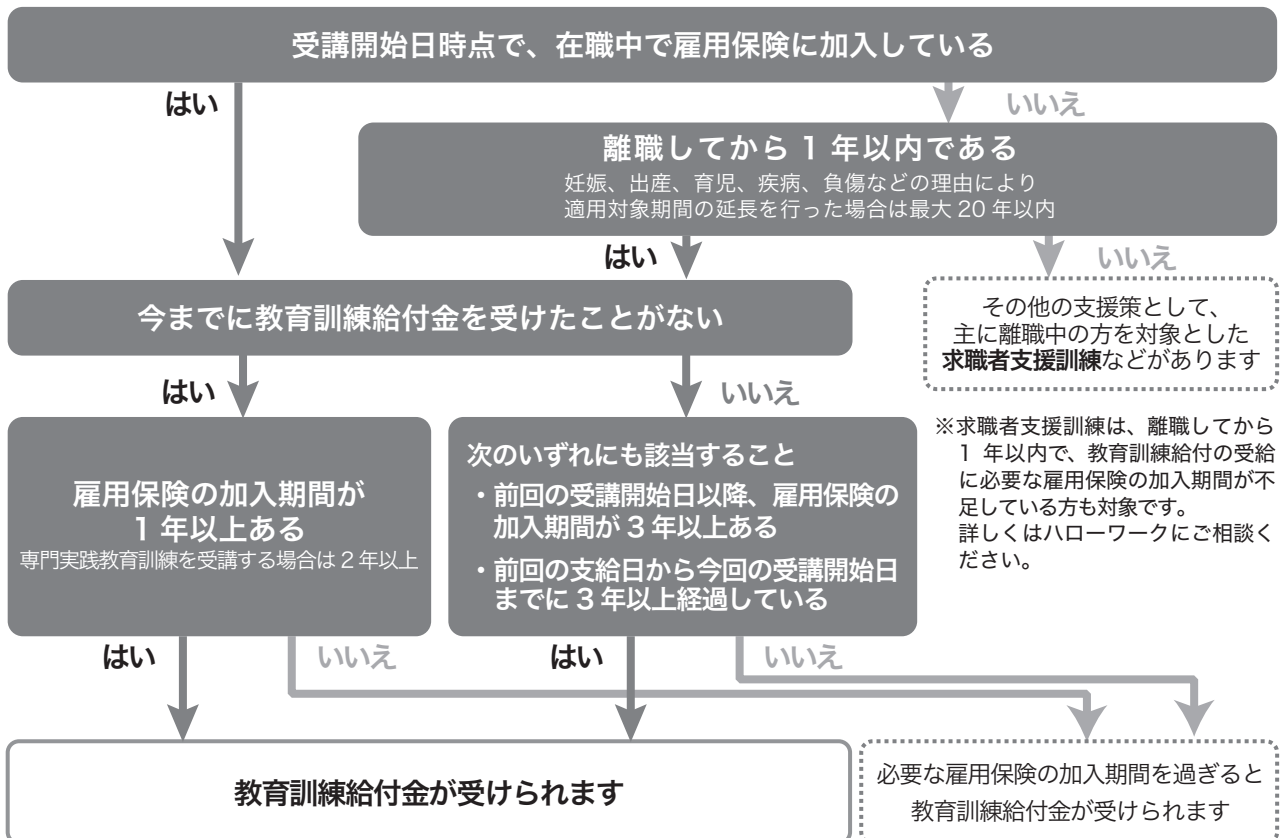 受講開始日時点で、在職中で雇用保険に加入している
はい
いいえ
離職してから 1 年以内である
妊娠、出産、育児、疾病、負傷などの理由により
適用対象期間の延長を行った場合は最大 20 年以内
はい
いいえ
今までに教育訓練給付金を受けたことがない
その他の支援策として、
主に離職中の方を対象とした
求職者支援訓練などがあります
はい
いいえ
※求職者支援訓練は、離職してから
1 年以内で、教育訓練給付の受給
に必要な雇用保険の加入期間が不
足している方も対象です。
詳しくはハローワークにご相談く
ださい。
雇用保険の加入期間が
1 年以上ある
専門実践教育訓練を受講する場合は 2 年以上
次のいずれにも該当すること
・前回の受講開始日以降、雇用保険の
加入期間が 3 年以上ある
・前回の支給日から今回の受講開始日
までに 3 年以上経過している
はい
いいえ
はい
いいえ
教育訓練給付金が受けられます
必要な雇用保険の加入期間を過ぎると
教育訓練給付金が受けられます